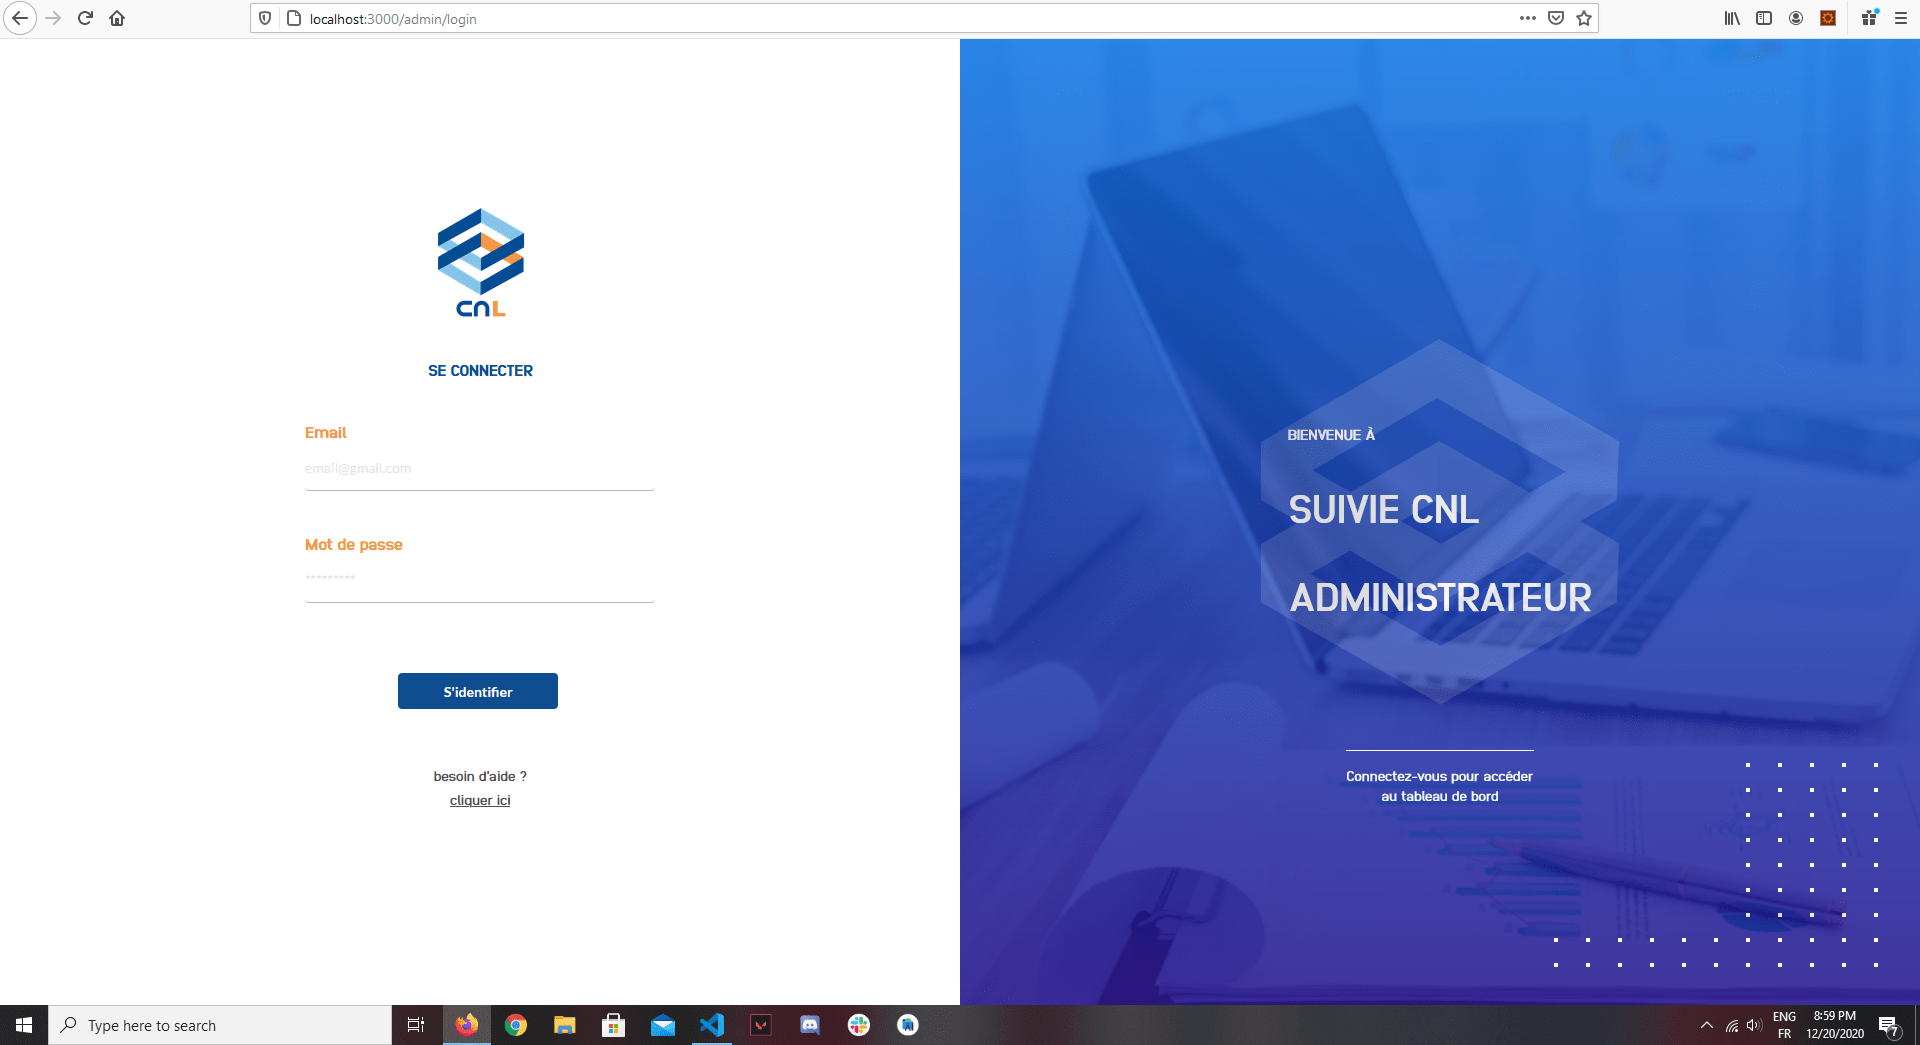 localhost:3000/admin/login
CNL
SE CONNECTER
Email
email@gmail.com
Mot de passe
*********
S'identifier
besoin d'aide ?
cliquer ici
BIENVENUE À
SUIVIE CNL
ADMINISTRATEUR
Connectez-vous pour accéder
au tableau de bord
Type here to search
ENG
FR
8:59 PM
12/20/2020
7